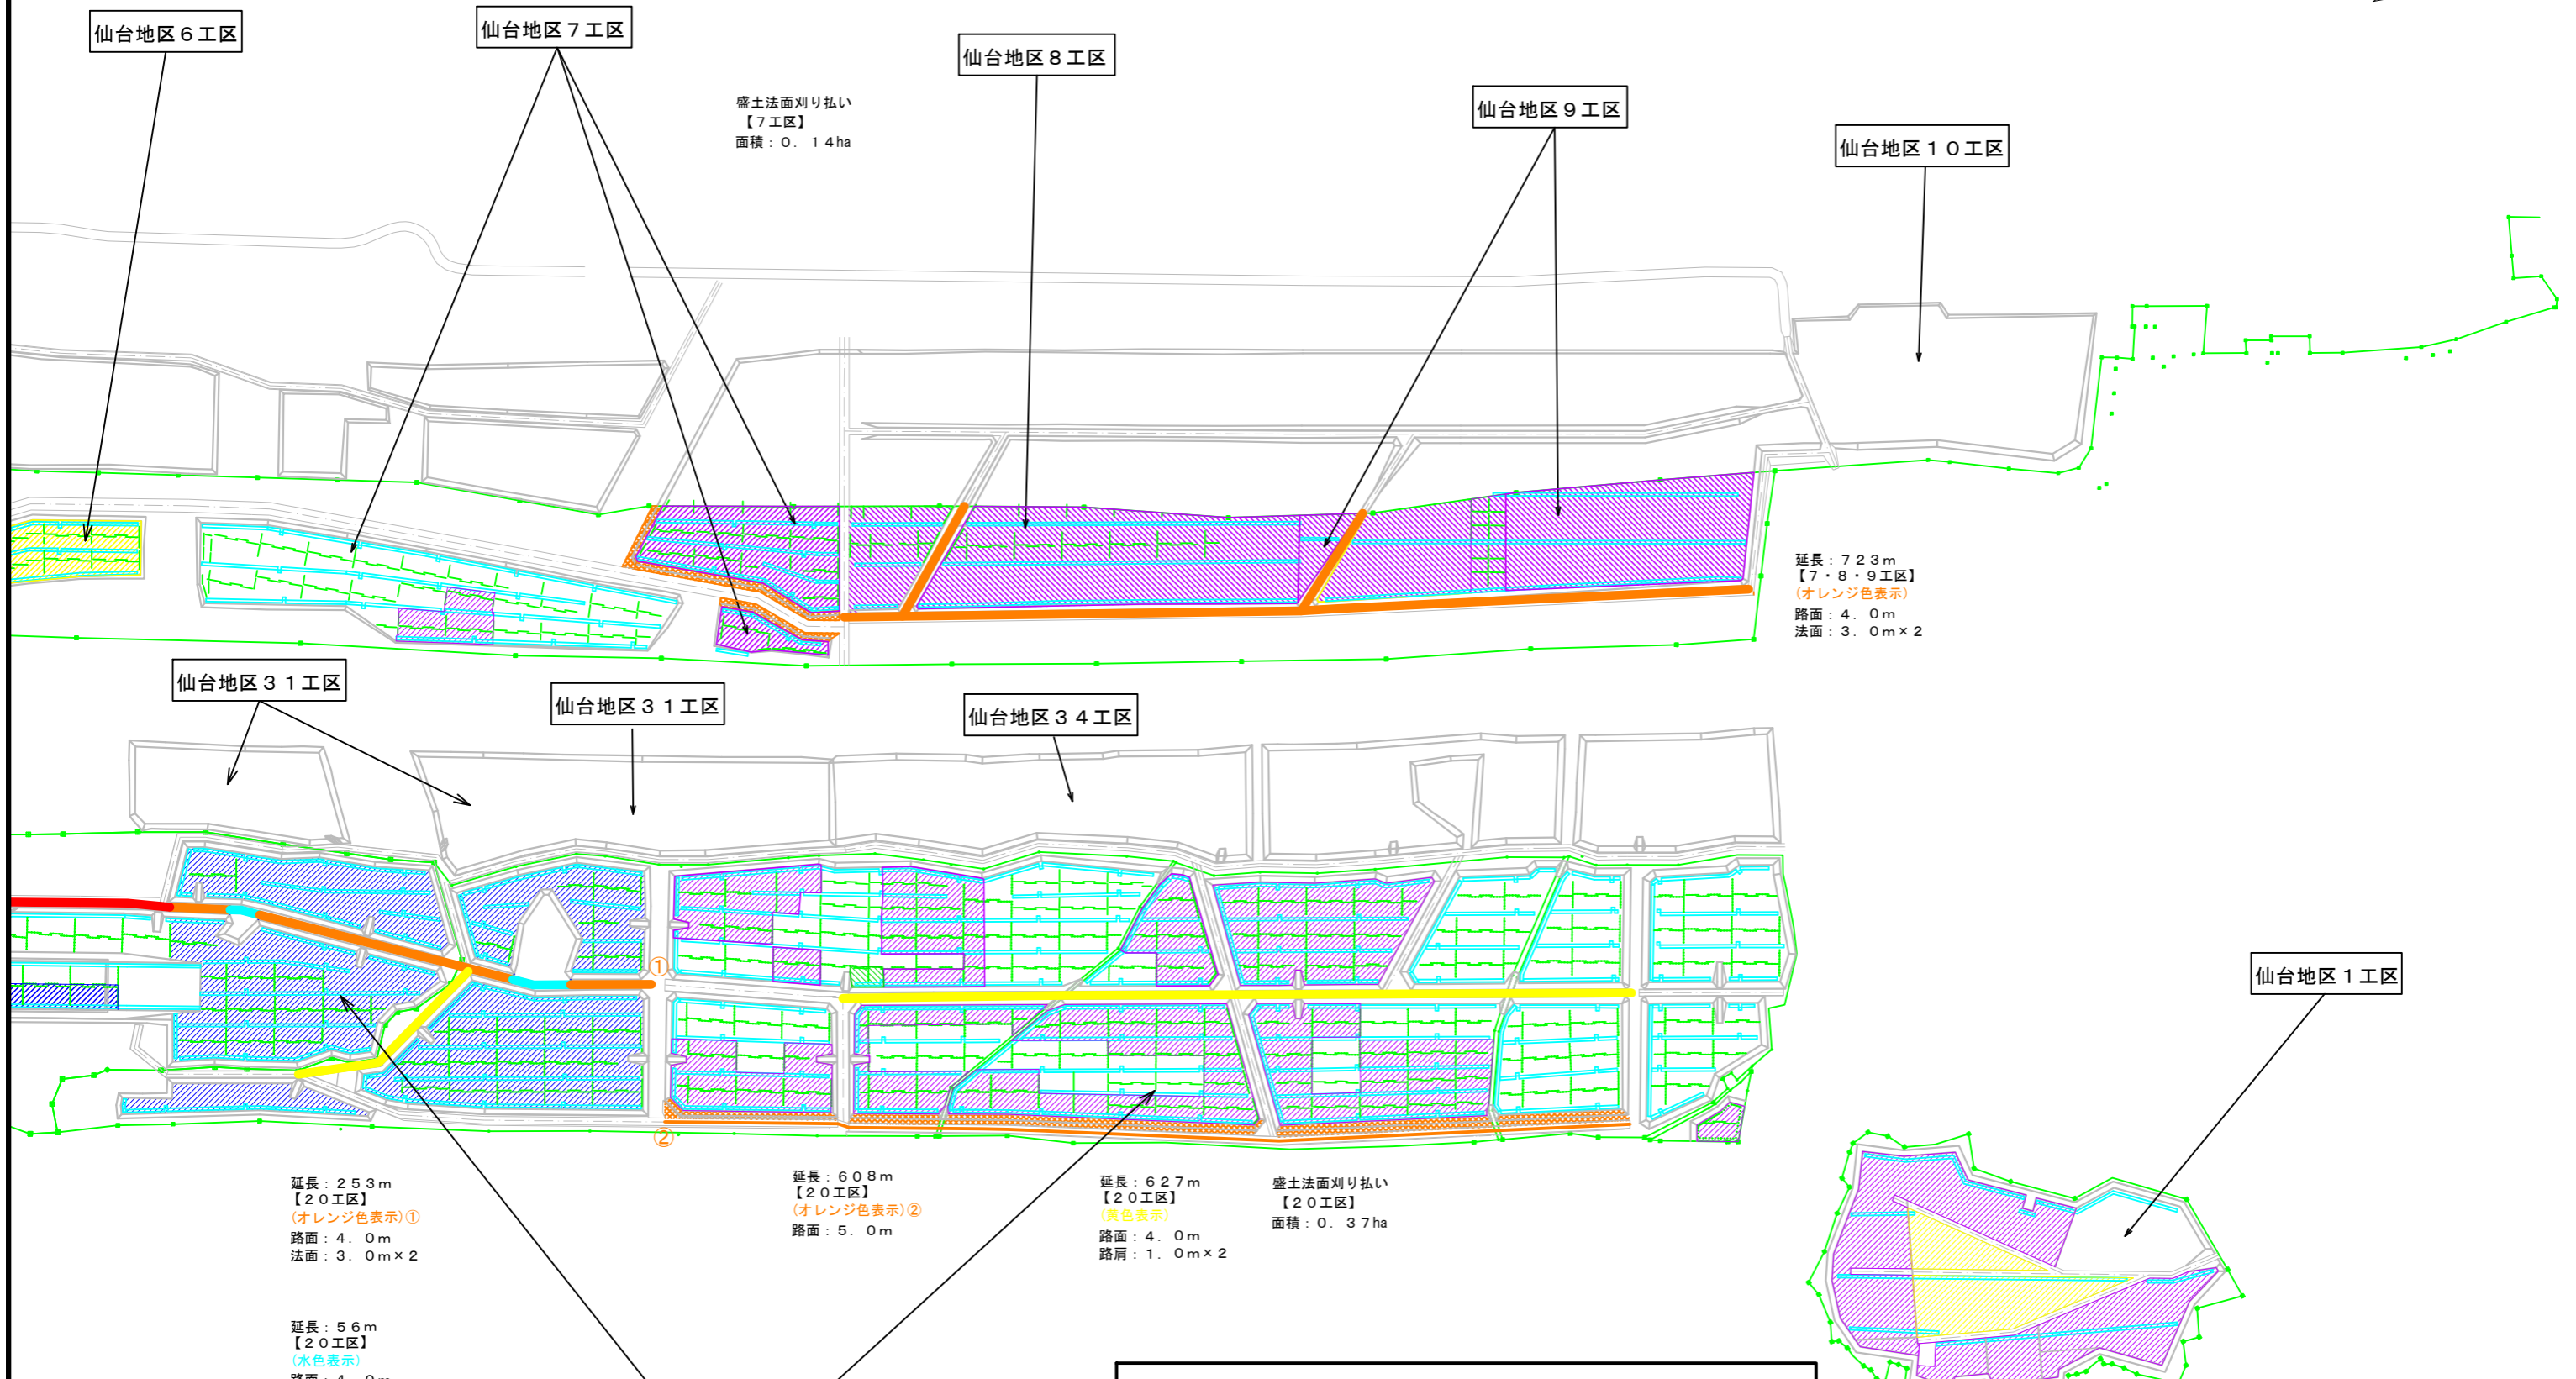 仙台地区６工区
仙台地区７工区
仙台地区８工区
仙台地区９工区
仙台地区１０工区
盛土法面刈り払い
【７工区】
面積：０．１４ha
延長：７２３ｍ
【７・８・９工区】
(オレンジ色表示)
路面：４．０ｍ
法面：３．０ｍ×２
仙台地区３１工区
仙台地区３１工区
仙台地区３４工区
仙台地区１工区
①
②
延長：２５３ｍ
【２０工区】
(オレンジ色表示)①
路面：４．０ｍ
法面：３．０ｍ×２
延長：６０８ｍ
【２０工区】
(オレンジ色表示)②
路面：５．０ｍ
延長：６２７ｍ
【２０工区】
(黄色表示)
路面：４．０ｍ
路肩：１．０ｍ×２
盛土法面刈り払い
【２０工区】
面積：０．３７ha
延長：５６ｍ
【２０工区】
(水色表示)
路面：４．０ｍ